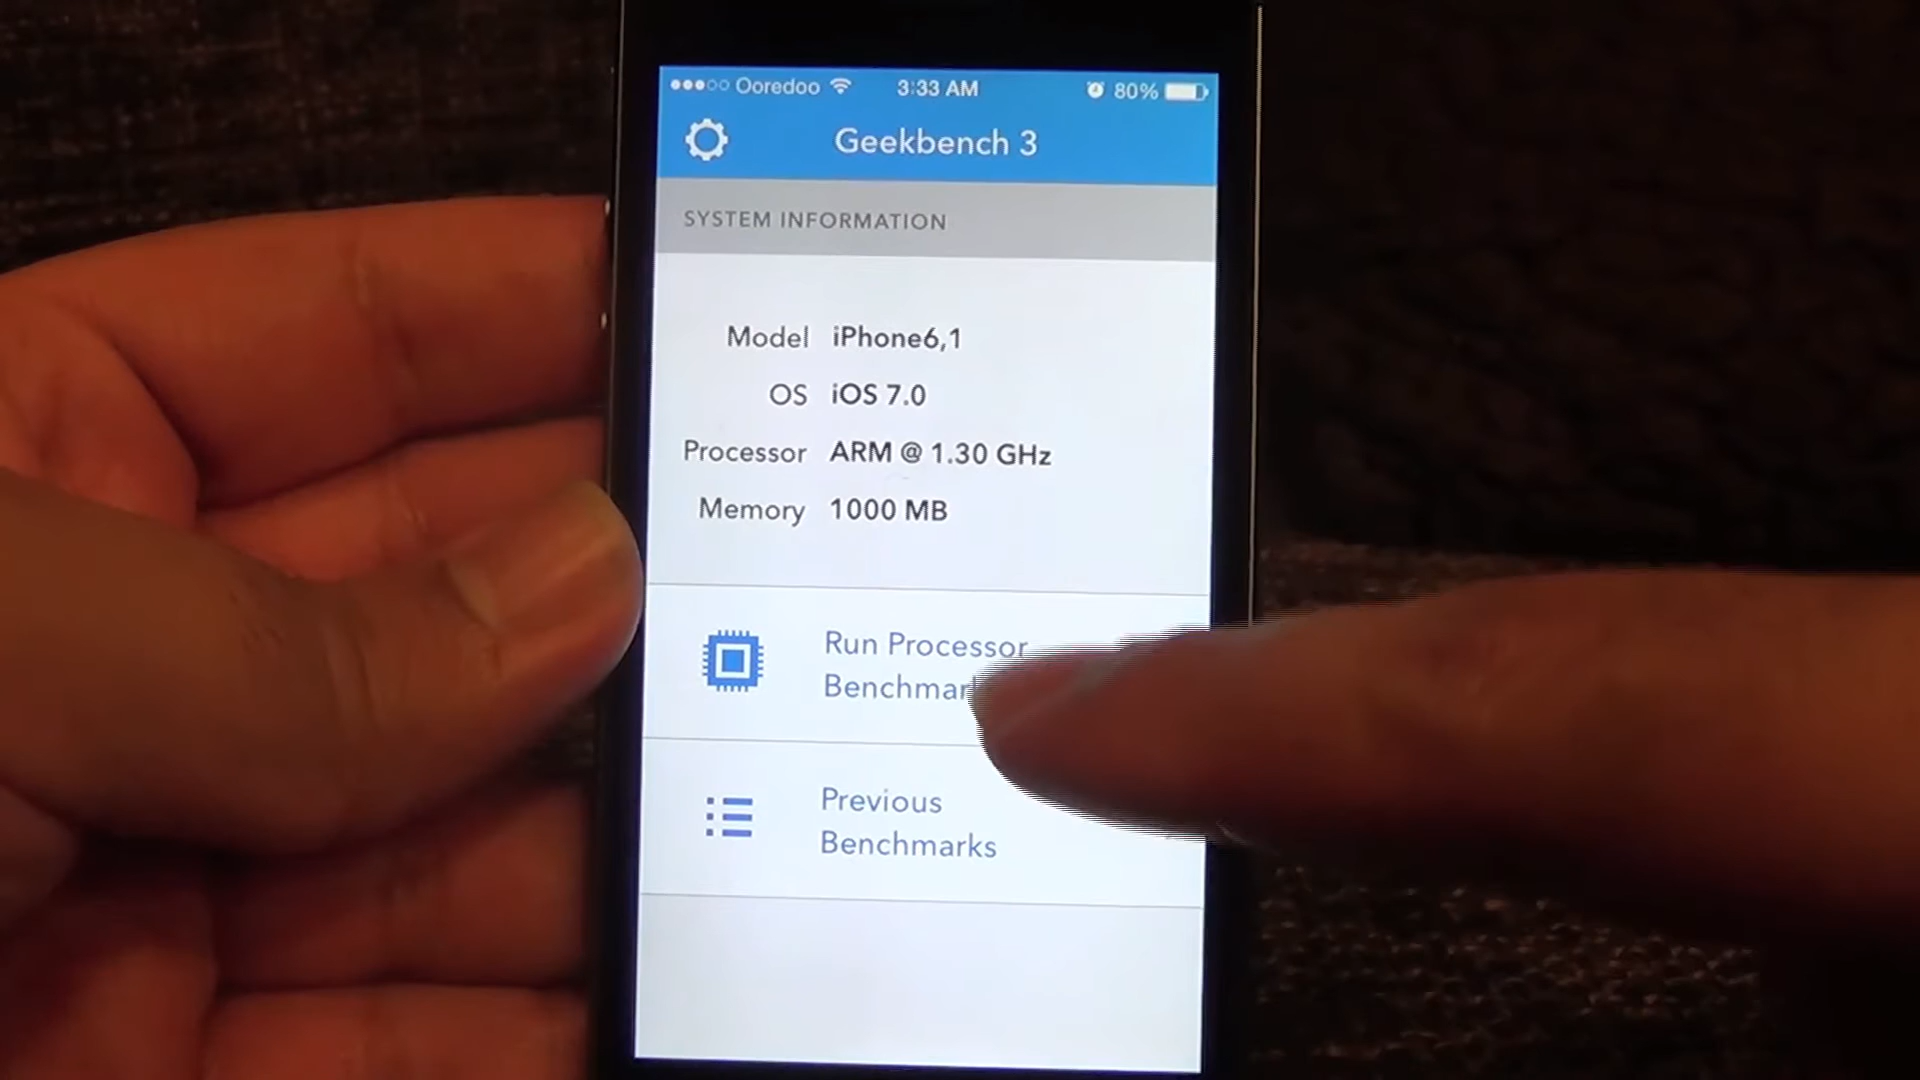 Ooredoo 3:33 AM 80%
Geekbench 3
SYSTEM INFORMATION
Model iPhone6,1
OS iOS 7.0
Processor ARM @ 1.30 GHz
Memory 1000 MB
Run Processor
Benchmar
Previous
Benchmarks